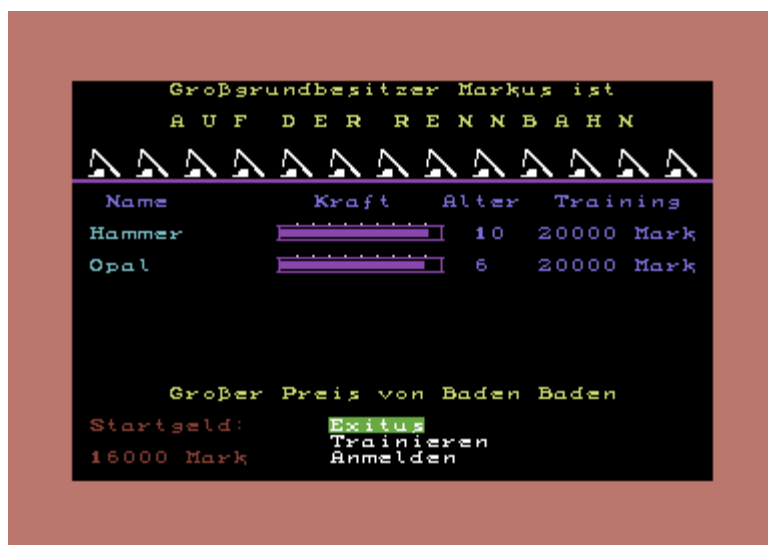 Großgrundbesitzer Markus ist
A U F  D E R  R E N N B A H N
Name Kraft Alter Training
Hammer 10 20000 Mark
Opal 6 20000 Mark
Großer Preis von Baden Baden
Startgeld: Exitus
Trainieren
16000 Mark Anmelden